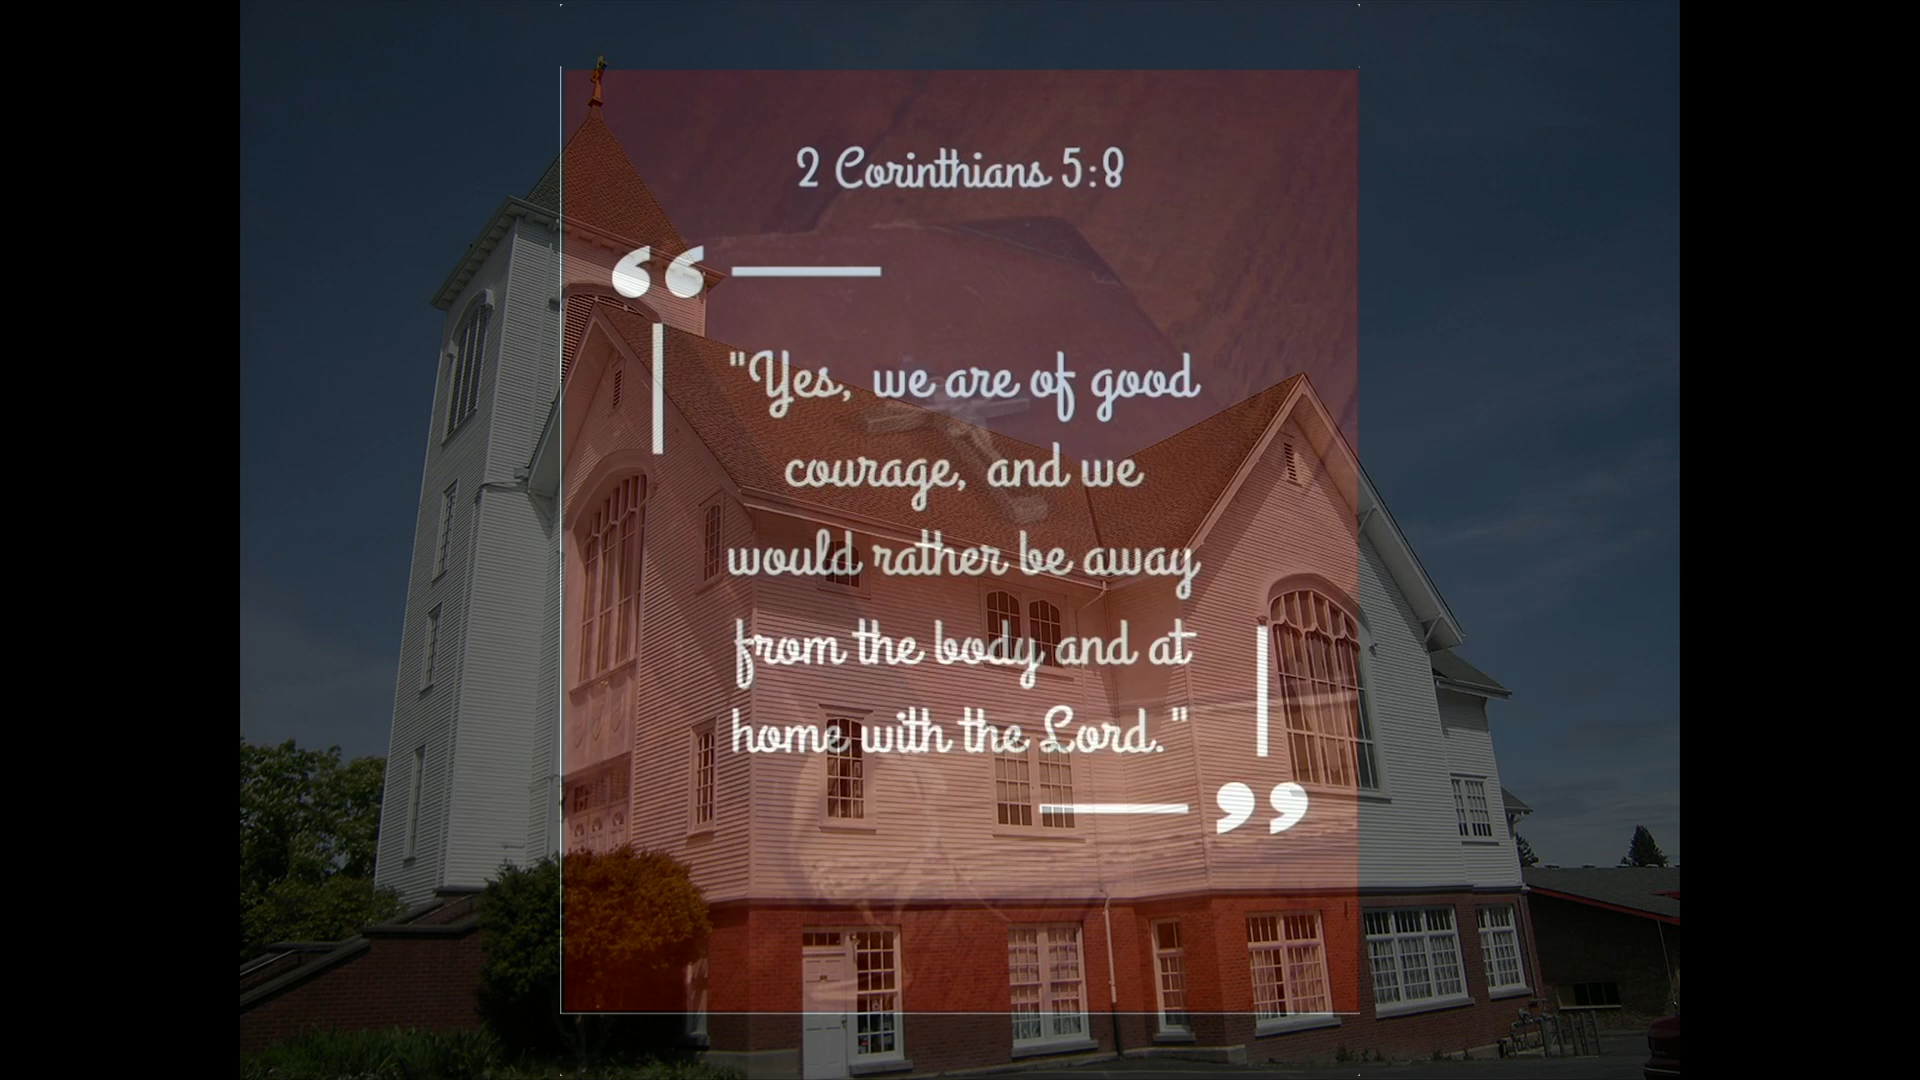 2 Corinthians 5:8
"Yes, we are of good
courage, and we
would rather be away
from the body and at
home with the Lord."